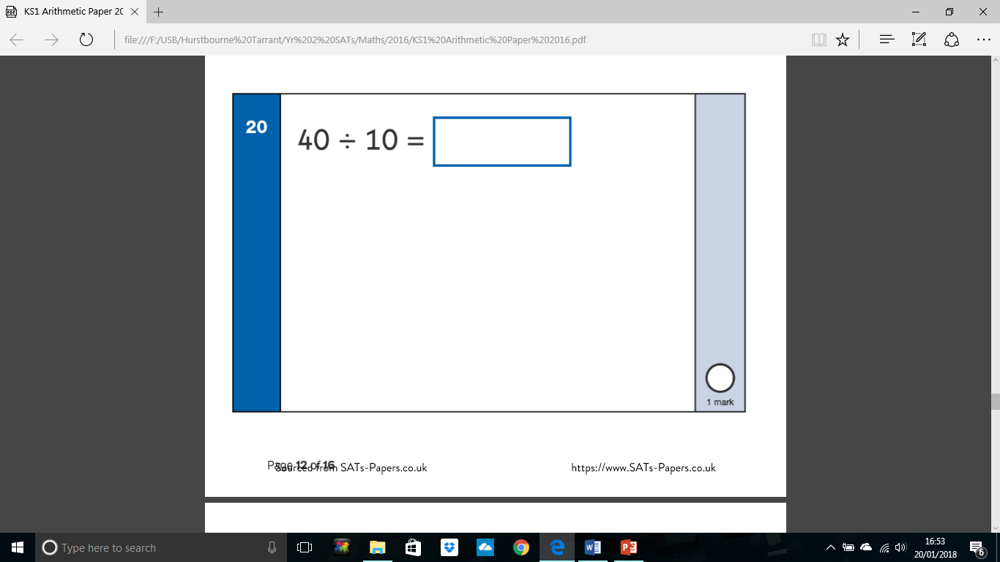 KS1 Arithmetic Paper 20
file:///F:/USB/Hurstbourne%20Tarrant/Yr%202%20SATs/Maths/2016/KS1%20Arithmetic%20Paper%202016.pdf
20
40 ÷ 10 =
1 mark
Page 12 of 16
Sourced from SATs-Papers.co.uk
https://www.SATs-Papers.co.uk
Type here to search
16:53
20/01/2018
6